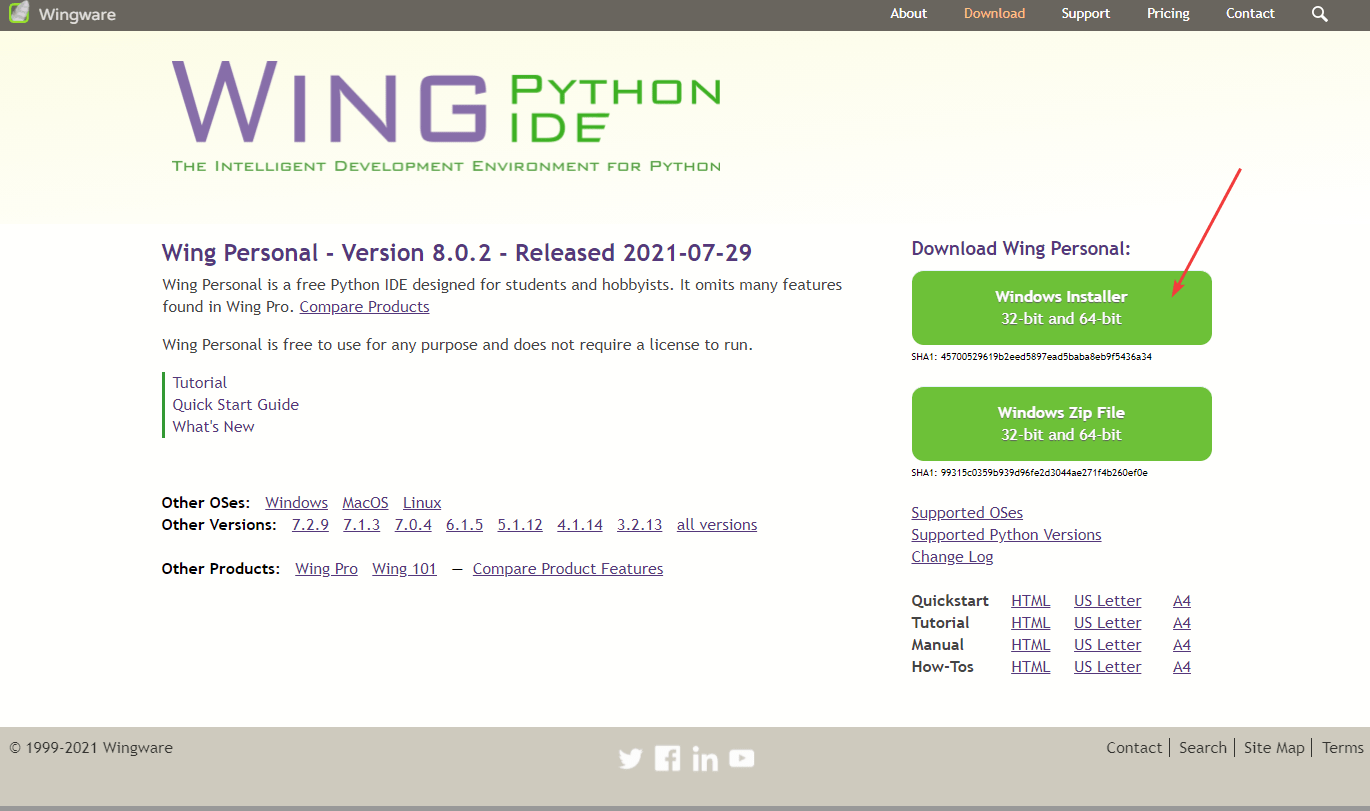 Wingware
About Download Support Pricing Contact
WING PYTHON IDE
THE INTELLIGENT DEVELOPMENT ENVIRONMENT FOR PYTHON
Wing Personal - Version 8.0.2 - Released 2021-07-29
Wing Personal is a free Python IDE designed for students and hobbyists. It omits many features
found in Wing Pro. Compare Products
Wing Personal is free to use for any purpose and does not require a license to run.
Tutorial
Quick Start Guide
What's New
Other OSes: Windows MacOS Linux
Other Versions: 7.2.9 7.1.3 7.0.4 6.1.5 5.1.12 4.1.14 3.2.13 all versions
Other Products: Wing Pro Wing 101 — Compare Product Features
Download Wing Personal:
Windows Installer
32-bit and 64-bit
SHA1: 45700529619b2eed5897ead5baba8eb9f5436a34
Windows Zip File
32-bit and 64-bit
SHA1: 99315c0359b939d96fe2d3044ae271f4b260ef0e
Supported OSes
Supported Python Versions
Change Log
Quickstart HTML US Letter A4
Tutorial HTML US Letter A4
Manual HTML US Letter A4
How-Tos HTML US Letter A4
© 1999-2021 Wingware
Contact | Search | Site Map | Terms